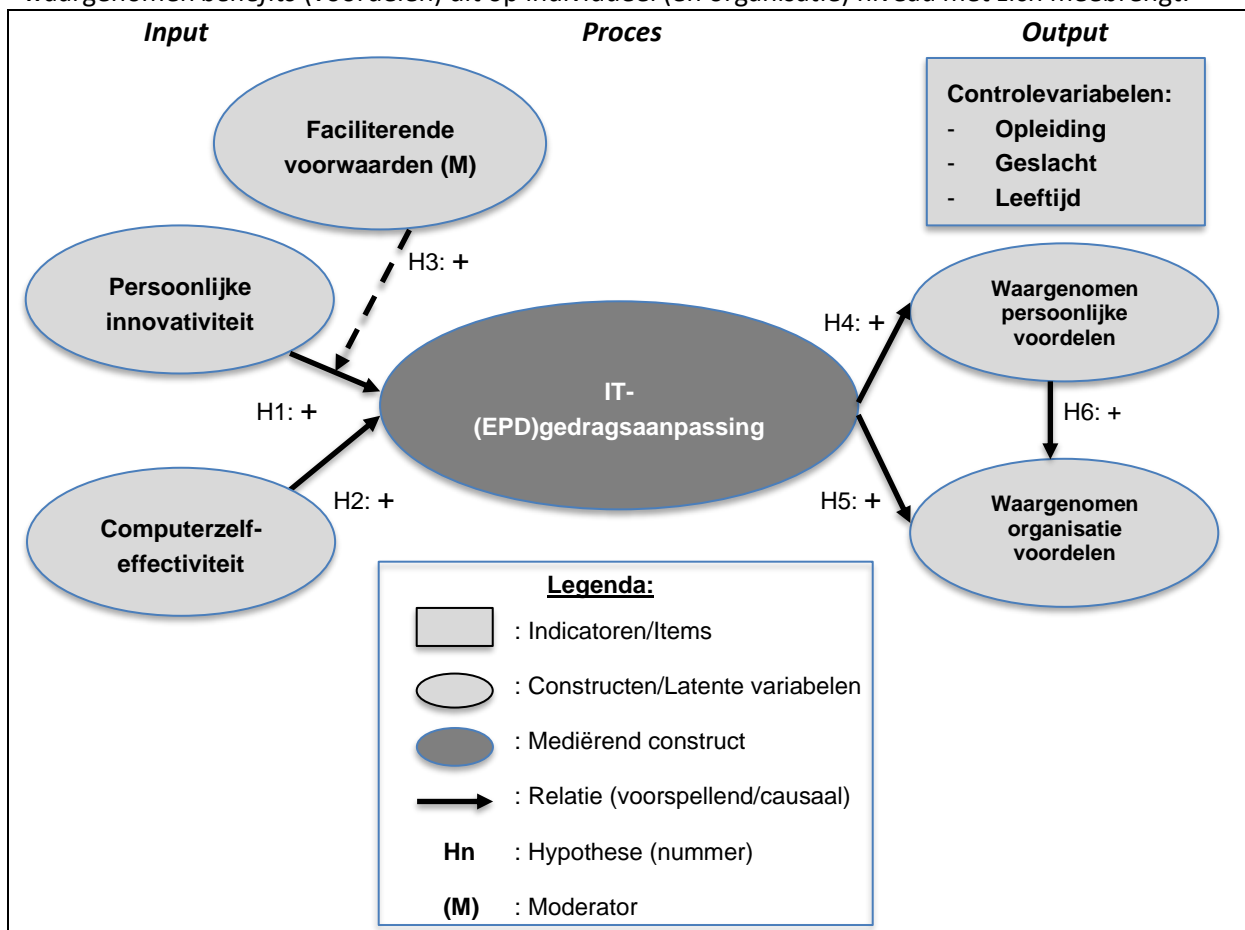 waargenomen benefits (voordelen) uit op individueel (en organisatie) niveau met zich meebrengt.
Input
Proces
Output
Faciliterende
voorwaarden (M)
Controlevariabelen:
- Opleiding
- Geslacht
- Leeftijd
H3: +
Persoonlijke
innovativiteit
Waargenomen
persoonlijke
voordelen
H4: +
H1: +
IT-
(EPD)gedragsaanpassing
H6: +
H2: +
H5: +
Computerzelf-
effectiviteit
Waargenomen
organisatie
voordelen
Legenda:
: Indicatoren/Items
: Constructen/Latente variabelen
: Mediërend construct
: Relatie (voorspellend/causaal)
Hn : Hypothese (nummer)
(M) : Moderator